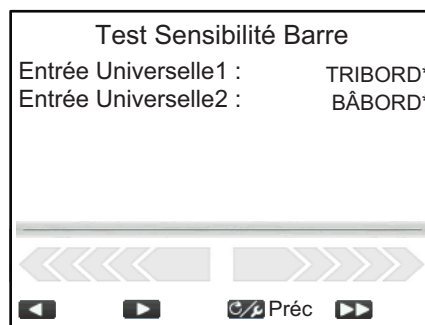 Test Sensibilité Barre
Entrée Universelle1 : TRIBORD*
Entrée Universelle2 : BÂBORD*
Préc